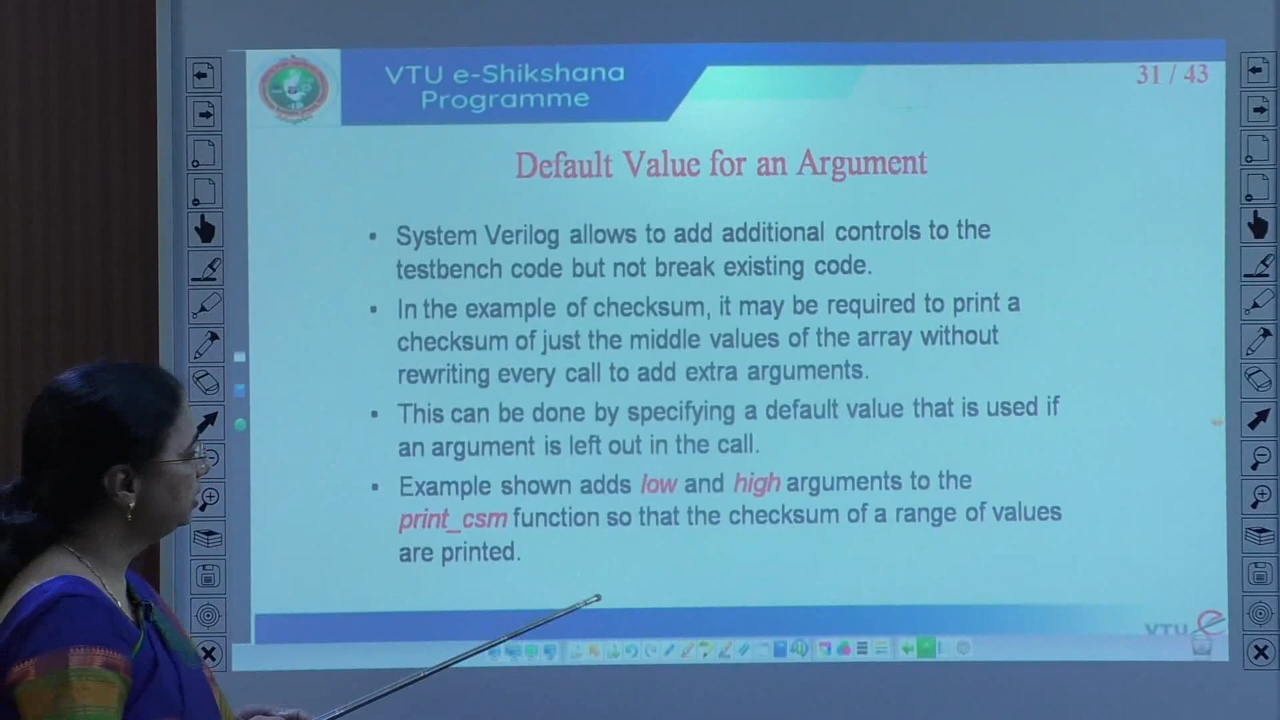 VTU e-Shikshana
Programme
31 / 43
Default Value for an Argument
▪ System Verilog allows to add additional controls to the
testbench code but not break existing code.
▪ In the example of checksum, it may be required to print a
checksum of just the middle values of the array without
rewriting every call to add extra arguments.
▪ This can be done by specifying a default value that is used if
an argument is left out in the call.
▪ Example shown adds low and high arguments to the
print_csm function so that the checksum of a range of values
are printed.
VTU e